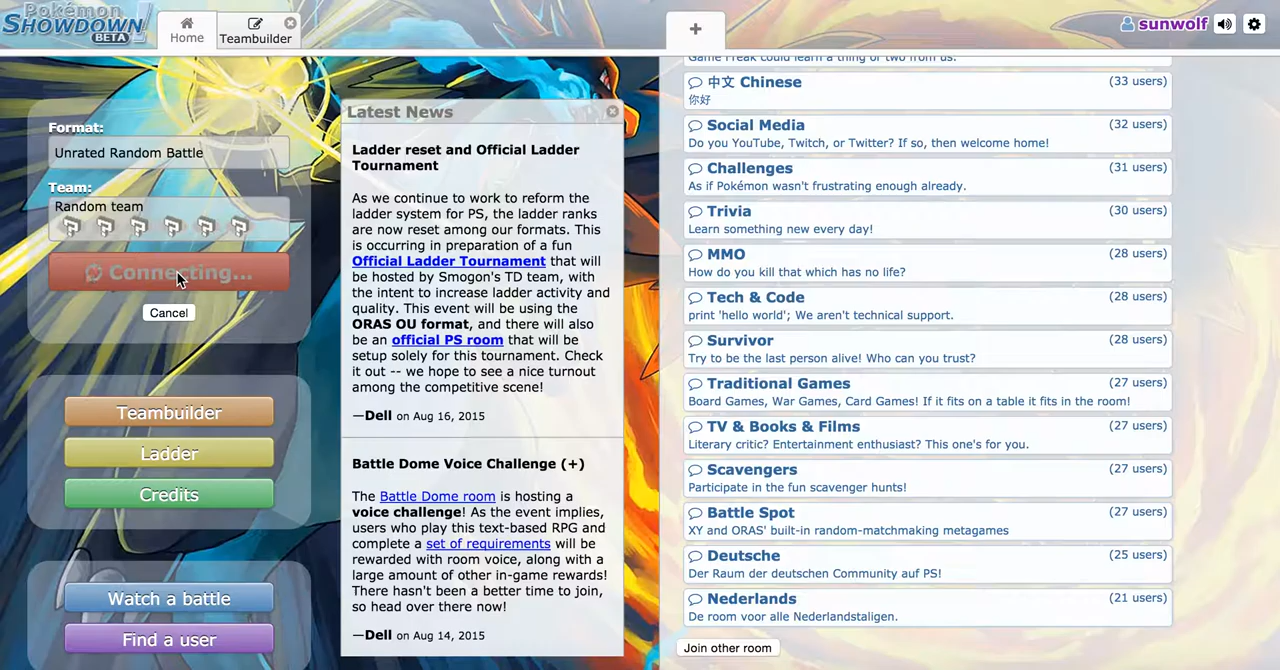 Pokémon
SHOWDOWN
BETA
Home
Teambuilder
+
sunwolf
Format:
Unrated Random Battle
Team:
Random team
Connecting...
Cancel
Teambuilder
Ladder
Credits
Watch a battle
Find a user
Latest News
Ladder reset and Official Ladder
Tournament
As we continue to work to reform the
ladder system for PS, the ladder ranks
are now reset among our formats. This
is occurring in preparation of a fun
Official Ladder Tournament that will
be hosted by Smogon's TD team, with
the intent to increase ladder activity and
quality. This event will be using the
ORAS OU format, and there will also
be an official PS room that will be
setup solely for this tournament. Check
it out -- we hope to see a nice turnout
among the competitive scene!
—Dell on Aug 16, 2015
Battle Dome Voice Challenge (+)
The Battle Dome room is hosting a
voice challenge! As the event implies,
users who play this text-based RPG and
complete a set of requirements will be
rewarded with room voice, along with a
large amount of other in-game rewards!
There hasn't been a better time to join,
so head over there now!
—Dell on Aug 14, 2015
Game Freak could learn a thing or two from us.
中文 Chinese (33 users)
你好
Social Media (32 users)
Do you YouTube, Twitch, or Twitter? If so, then welcome home!
Challenges (31 users)
As if Pokémon wasn't frustrating enough already.
Trivia (30 users)
Learn something new every day!
MMO (28 users)
How do you kill that which has no life?
Tech & Code (28 users)
print 'hello world'; We aren't technical support.
Survivor (28 users)
Try to be the last person alive! Who can you trust?
Traditional Games (27 users)
Board Games, War Games, Card Games! If it fits on a table it fits in the room!
TV & Books & Films (27 users)
Literary critic? Entertainment enthusiast? This one's for you.
Scavengers (27 users)
Participate in the fun scavenger hunts!
Battle Spot (27 users)
XY and ORAS' built-in random-matchmaking metagames
Deutsche (25 users)
Der Raum der deutschen Community auf PS!
Nederlands (21 users)
De room voor alle Nederlandstaligen.
Join other room